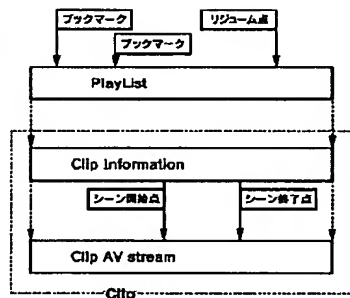 ブックマーク
ブックマーク
リジューム点
PlayList
Clip Information
シーン開始点
シーン終了点
Clip AV stream
Clip